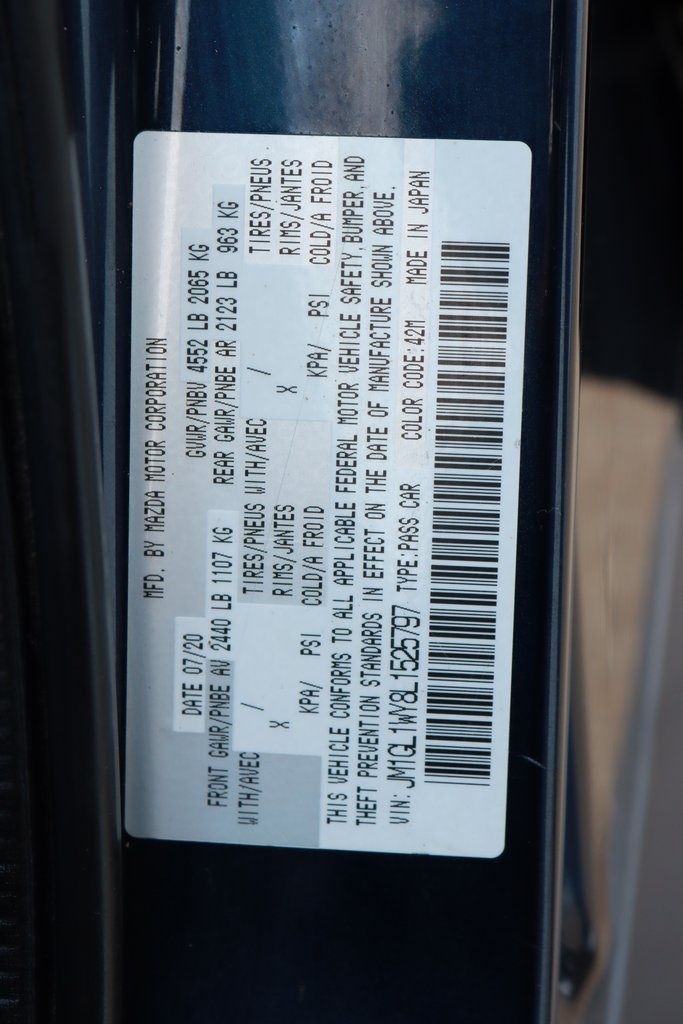 MFD. BY MAZDA MOTOR CORPORATION
DATE 07/20 GVWR/PNBV 4552 LB 2065 KG
FRONT GAWR/PNBE AV 2440 LB 1107 KG REAR GAWR/PNBE AR 2123 LB 963 KG
WITH/AVEC / TIRES/PNEUS WITH/AVEC / TIRES/PNEUS
X RIMS/JANTES X RIMS/JANTES
KPA/ PSI COLD/A FROID KPA/ PSI COLD/A FROID
THIS VEHICLE CONFORMS TO ALL APPLICABLE FEDERAL MOTOR VEHICLE SAFETY, BUMPER, AND
THEFT PREVENTION STANDARDS IN EFFECT ON THE DATE OF MANUFACTURE SHOWN ABOVE.
VIN: JM1GL1WY8L1525797 TYPE:PASS CAR COLOR CODE:42M MADE IN JAPAN